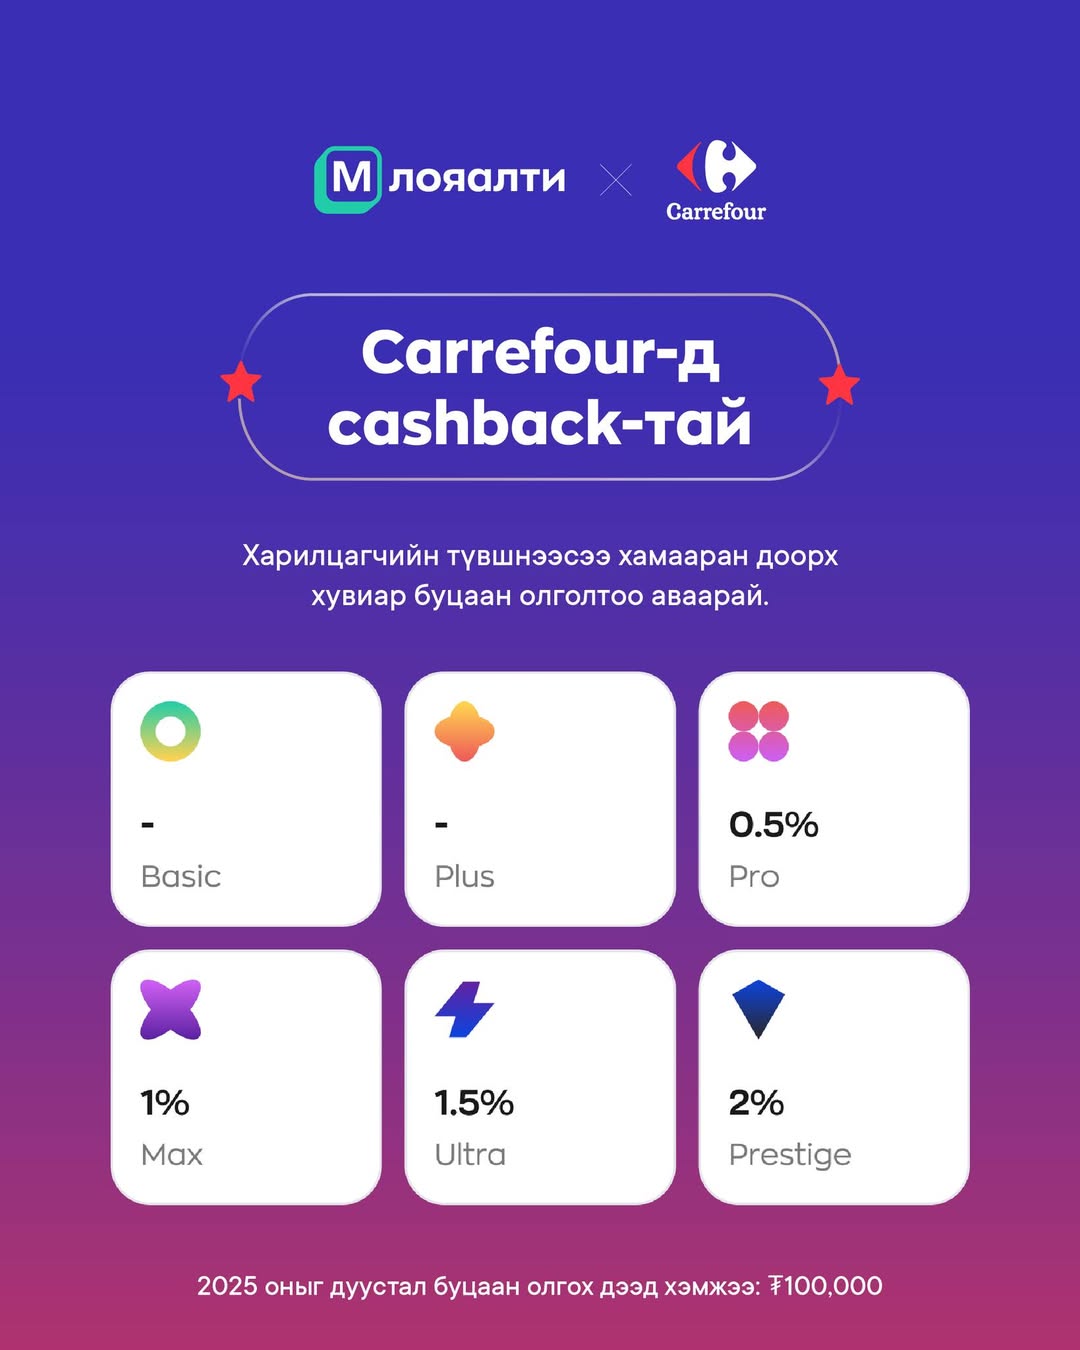 М лоялти
Carrefour
Carrefour-д
cashback-тай
Харилцагчийн түвшнээсээ хамааран доорх
хувиар буцаан олголтоо аваарай.
-
Basic
-
Plus
0.5%
Pro
1%
Max
1.5%
Ultra
2%
Prestige
2025 оныг дуустал буцаан олгох дээд хэмжээ: ₮100,000